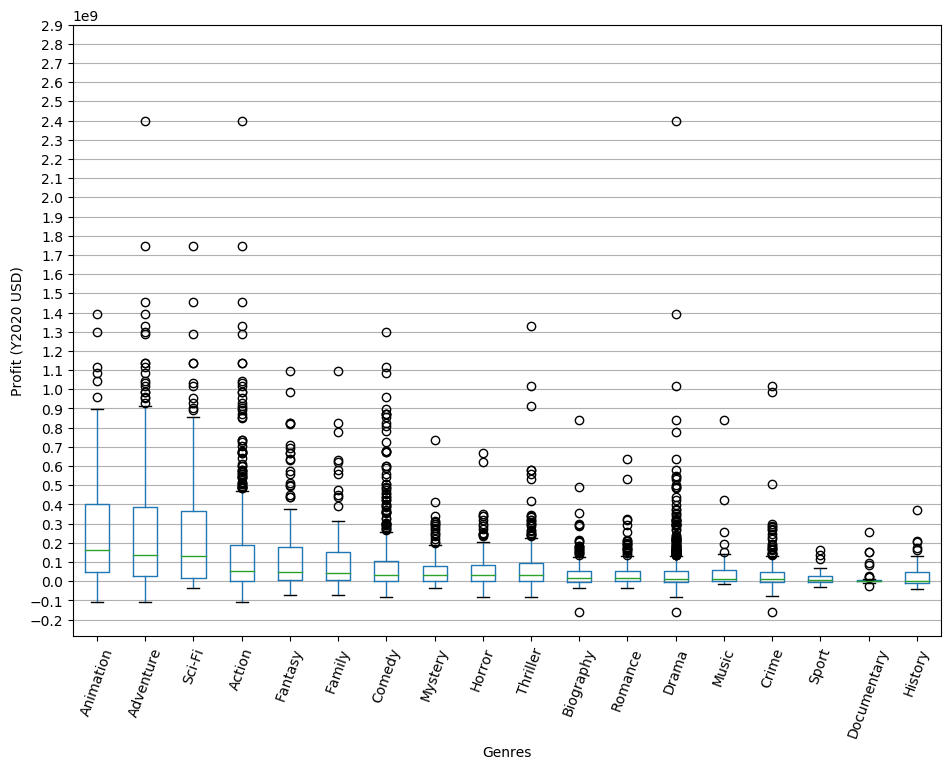 1e9
2.9
2.8
2.7
2.6
2.5
2.4
2.3
2.2
2.1
2.0
1.9
1.8
1.7
1.6
1.5
1.4
1.3
1.2
1.1
1.0
0.9
0.8
0.7
0.6
0.5
0.4
0.3
0.2
0.1
0.0
−0.1
−0.2
Profit (Y2020 USD)
Animation
Adventure
Sci-Fi
Action
Fantasy
Family
Comedy
Mystery
Horror
Thriller
Biography
Romance
Drama
Music
Crime
Sport
Documentary
History
Genres